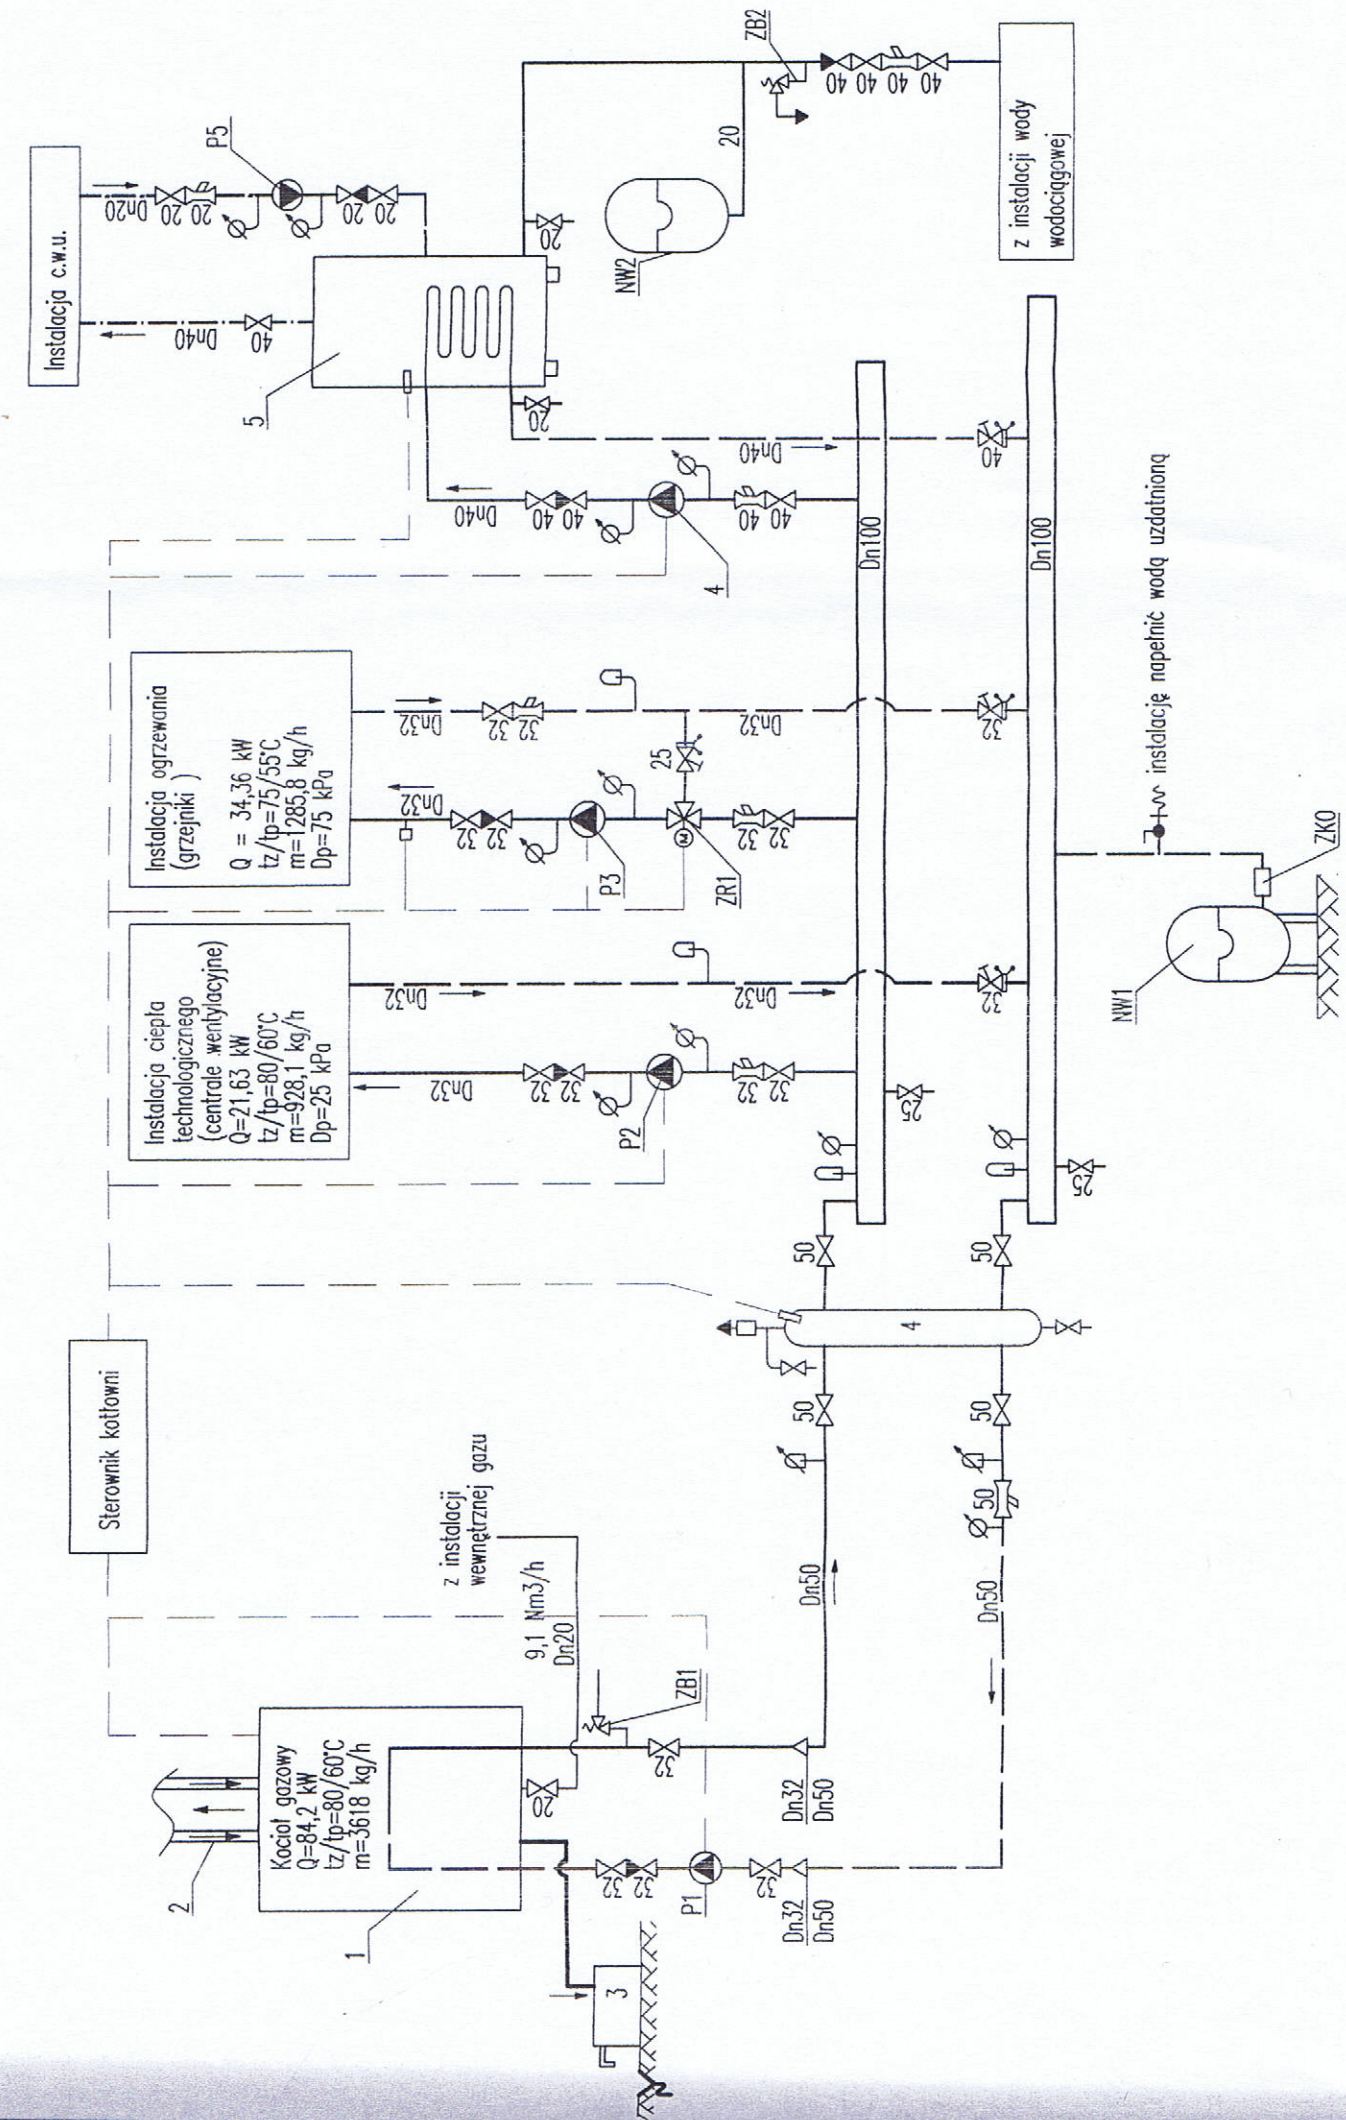 Sterownik kotłowni
Kocioł gazowy
Q=84,2 kW
tz/tp=80/60°C
m=3618 kg/h
1
2
3
z instalacji
wewnętrznej gazu
9,1 Nm3/h
Dn20
20
ZB1
32
32
32
P1
32
Dn32
Dn50
Dn32
Dn50
Dn50
Dn50
50
50
50
4
50
50
Instalacja ciepła
technologicznego
(centrale wentylacyjne)
Q=21,63 kW
tz/tp=80/60°C
m=928,1 kg/h
Dp=25 kPa
Dn32
32
32
P2
32
32
Dn32
Dn32
32
25
25
Instalacja ogrzewania
(grzejniki )
Q = 34,36 kW
tz/tp=75/55°C
m=1285,8 kg/h
Dp=75 kPa
Dn32
32
32
P3
ZR1
32
32
25
Dn32
32
32
Dn32
32
Dn100
Dn100
Instalacja c.w.u.
Dn40
40
Dn20
20
20
P5
20
20
5
20
20
Dn40
40
40
4
40
40
Dn40
40
NW2
20
ZB2
40
40
40
40
z instalacji wody
wodociągowej
instalację napełnić wodą uzdatnioną
NW1
ZKO